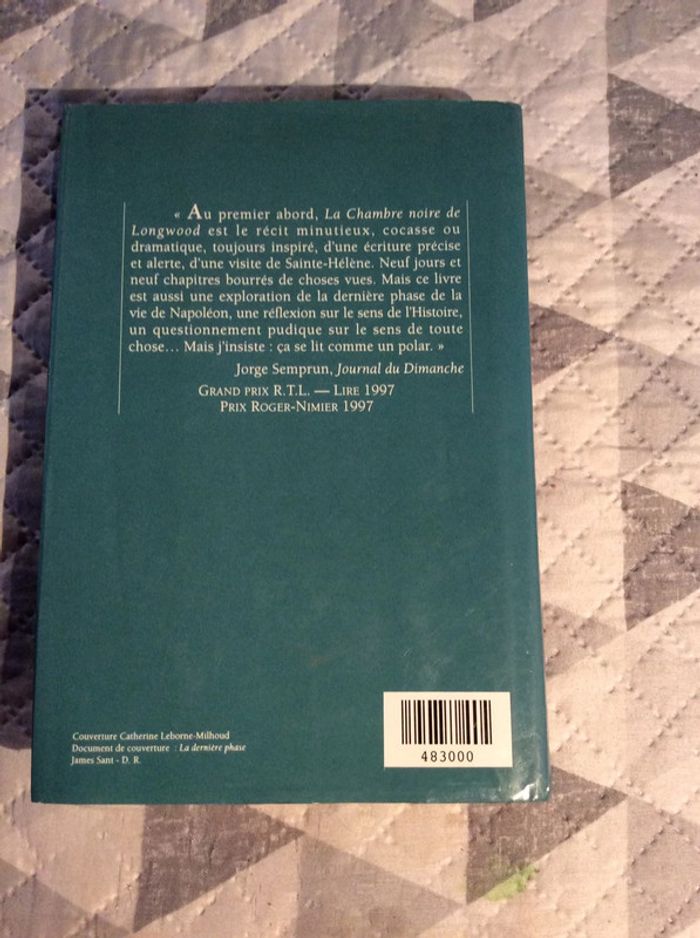 « Au premier abord, La Chambre noire de
Longwood est le récit minutieux, cocasse ou
dramatique, toujours inspiré, d'une écriture précise
et alerte, d'une visite de Sainte-Hélène. Neuf jours et
neuf chapitres bourrés de choses vues. Mais ce livre
est aussi une exploration de la dernière phase de la
vie de Napoléon, une réflexion sur le sens de l'Histoire,
un questionnement pudique sur le sens de toute
chose... Mais j'insiste : ça se lit comme un polar. »
Jorge Semprun, Journal du Dimanche
GRAND PRIX R.T.L. — LIRE 1997
PRIX ROGER-NIMIER 1997
Couverture Catherine Leborne-Milhoud
Document de couverture : La dernière phase
James Sant - D. R.
483000